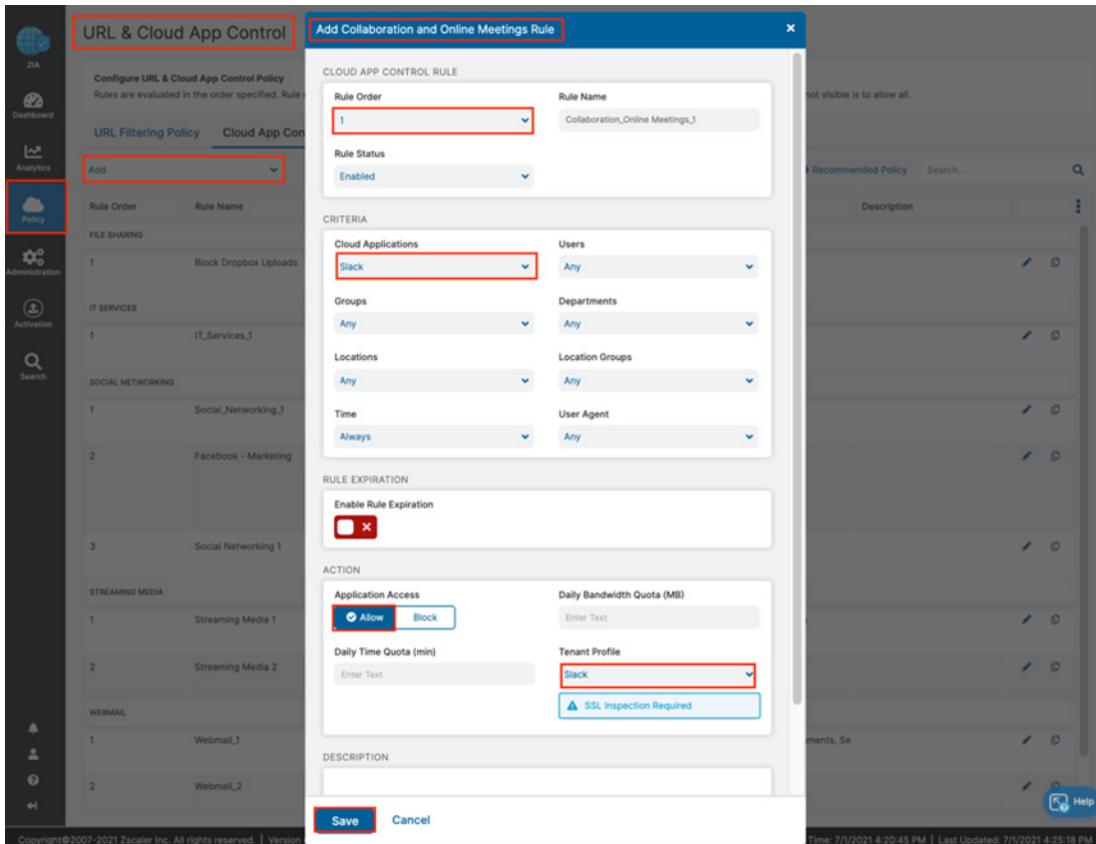 URL & Cloud App Control
Add Collaboration and Online Meetings Rule
ZIA
Dashboard
Analytics
Policy
Administration
Activation
Search
Configure URL & Cloud App Control Policy
Rules are evaluated in the order specified. Rule
not visible is to allow all.
URL Filtering Policy
Cloud App Con
Add
Recommended Policy
Search...
Rule Order Rule Name Description
FILE SHARING
1 Block Dropbox Uploads
IT SERVICES
1 IT_Services_1
SOCIAL NETWORKING
1 Social_Networking_1
2 Facebook - Marketing
3 Social Networking 1
STREAMING MEDIA
1 Streaming Media 1
2 Streaming Media 2
WEBMAIL
1 Webmail_1 ments, Se
2 Webmail_2
CLOUD APP CONTROL RULE
Rule Order Rule Name
1 Collaboration_Online Meetings_1
Rule Status
Enabled
CRITERIA
Cloud Applications Users
Slack Any
Groups Departments
Any Any
Locations Location Groups
Any Any
Time User Agent
Always Any
RULE EXPIRATION
Enable Rule Expiration
ACTION
Application Access Daily Bandwidth Quota (MB)
Allow Block Enter Text
Daily Time Quota (min) Tenant Profile
Enter Text Slack
SSL Inspection Required
DESCRIPTION
Save Cancel
Help
Copyright©2007-2021 Zscaler Inc. All rights reserved. | Version
Time: 7/1/2021 4:20:45 PM | Last Updated: 7/1/2021 4:25:18 PM